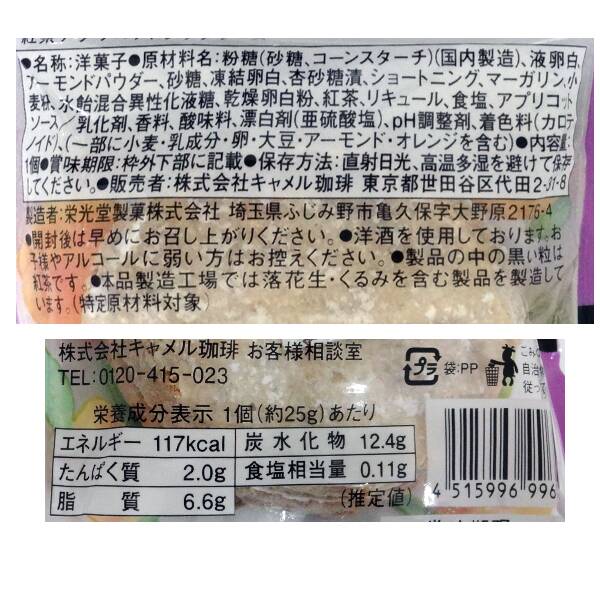 ●名称:洋菓子●原材料名:粉糖(砂糖、コーンスターチ)(国内製造)、液卵白、
アーモンドパウダー、砂糖、凍結卵白、杏砂糖漬、ショートニング、マーガリン、小
麦粉、水飴混合異性化液糖、乾燥卵白粉、紅茶、リキュール、食塩、アプリコット
ソース/乳化剤、香料、酸味料、漂白剤(亜硫酸塩)、pH調整剤、着色料(カロテ
ノイド)、(一部に小麦・乳成分・卵・大豆・アーモンド・オレンジを含む)●内容量:
1個●賞味期限:枠外下部に記載●保存方法:直射日光、高温多湿を避けて保存
してください。●販売者:株式会社キャメル珈琲 東京都世田谷区代田2-31-8
製造者:栄光堂製菓株式会社 埼玉県ふじみ野市亀久保字大野原2176-4
●開封後は早めにお召し上がりください。●洋酒を使用しております。お
子様やアルコールに弱い方はお控えください。●製品の中の黒い粒は
紅茶です。●本品製造工場では落花生・くるみを含む製品を製造して
います。(特定原材料対象)
株式会社キャメル珈琲 お客様相談室
TEL:0120-415-023
プラ 袋:PP
自治
従って
栄養成分表示 1個(約25g)あたり
エネルギー 117kcal 炭水化物 12.4g
たんぱく質 2.0g 食塩相当量 0.11g
脂質 6.6g (推定値)
4 515996 996